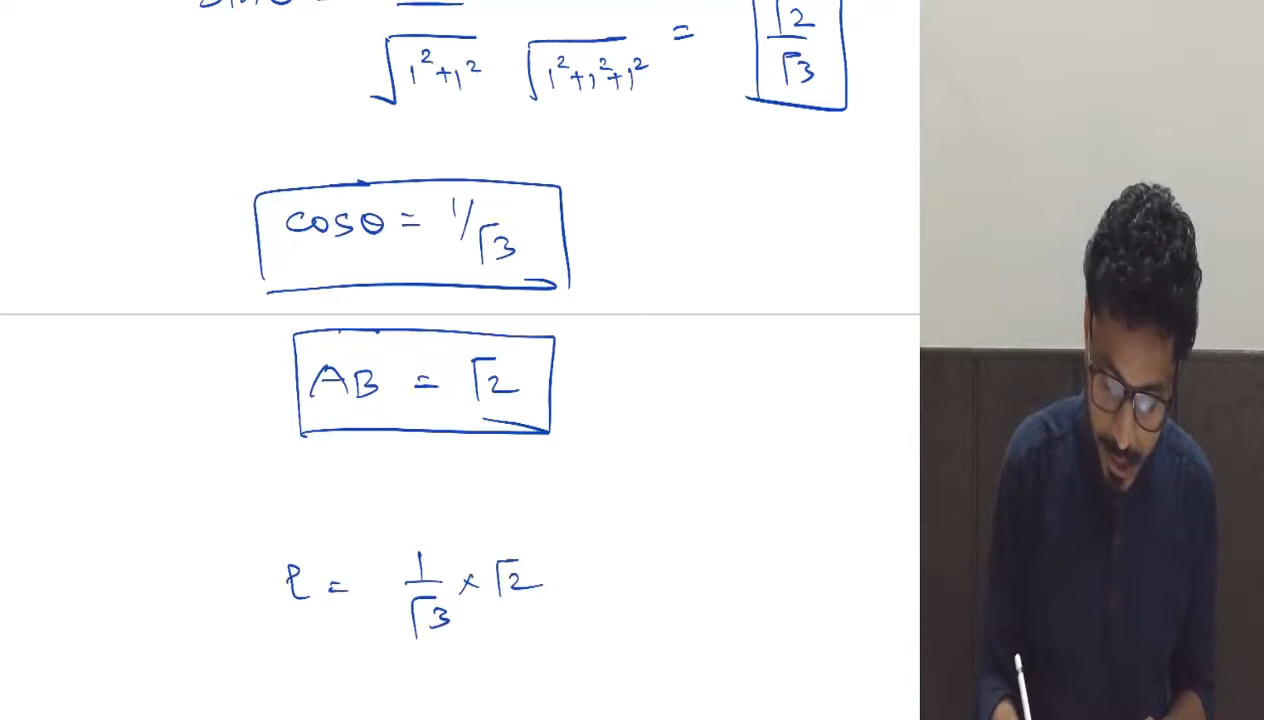 √(1²+1²) √(1²+1²+1²) = √2/√3
cosθ = 1/√3
AB = √2
l = 1/√3 × √2